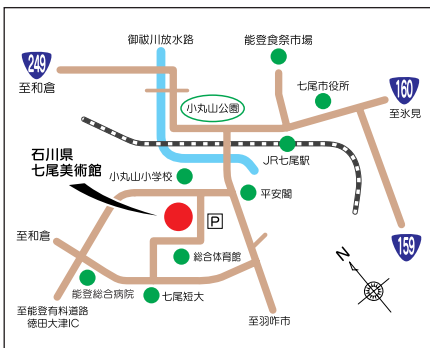 御祓川放水路
能登食祭市場
249
至和倉
七尾市役所
160
至氷見
小丸山公園
石川県
七尾美術館
JR七尾駅
小丸山小学校
平安閣
P
至和倉
総合体育館
159
N
能登総合病院
七尾短大
至能登有料道路
徳田大津IC
至羽咋市